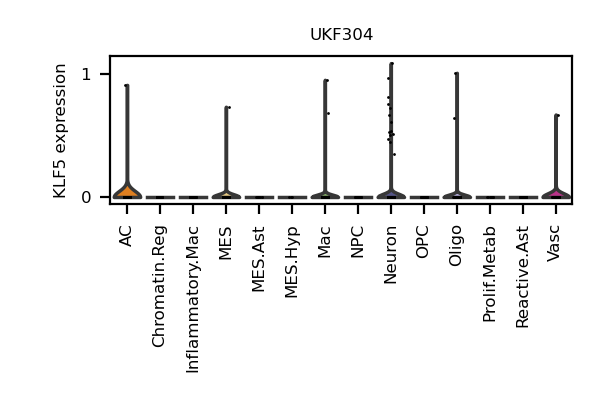 UKF304
KLF5 expression
1
0
AC
Chromatin.Reg
Inflammatory.Mac
MES
MES.Ast
MES.Hyp
Mac
NPC
Neuron
OPC
Oligo
Prolif.Metab
Reactive.Ast
Vasc